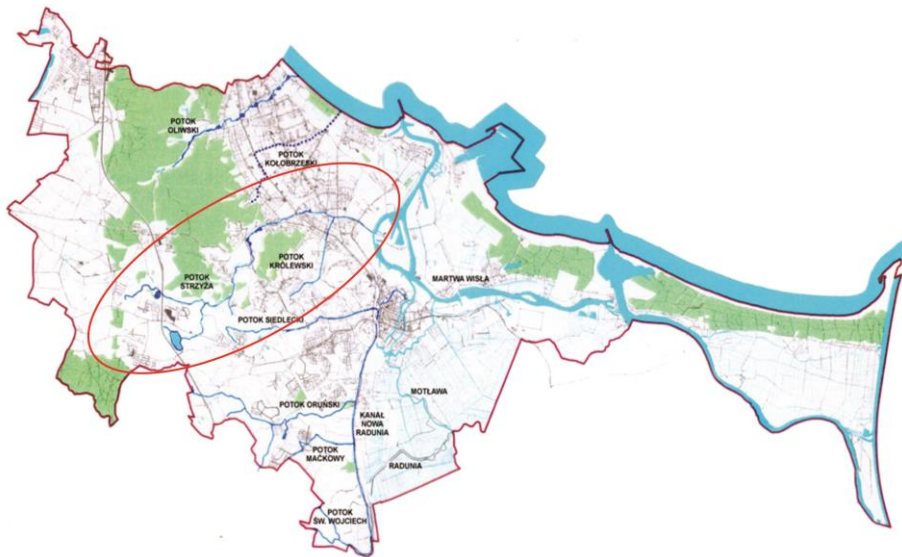 POTOK
OLIWSKI
POTOK
KOŁOBRZESKI
POTOK
KRÓLEWSKI
POTOK
STRZYŻA
MARTWA WISŁA
POTOK SIEDLECKI
MOTŁAWA
POTOK ORUŃSKI
KANAŁ
NOWA
RADUNIA
POTOK
MAĆKOWY
RADUNIA
POTOK
ŚW. WOJCIECH